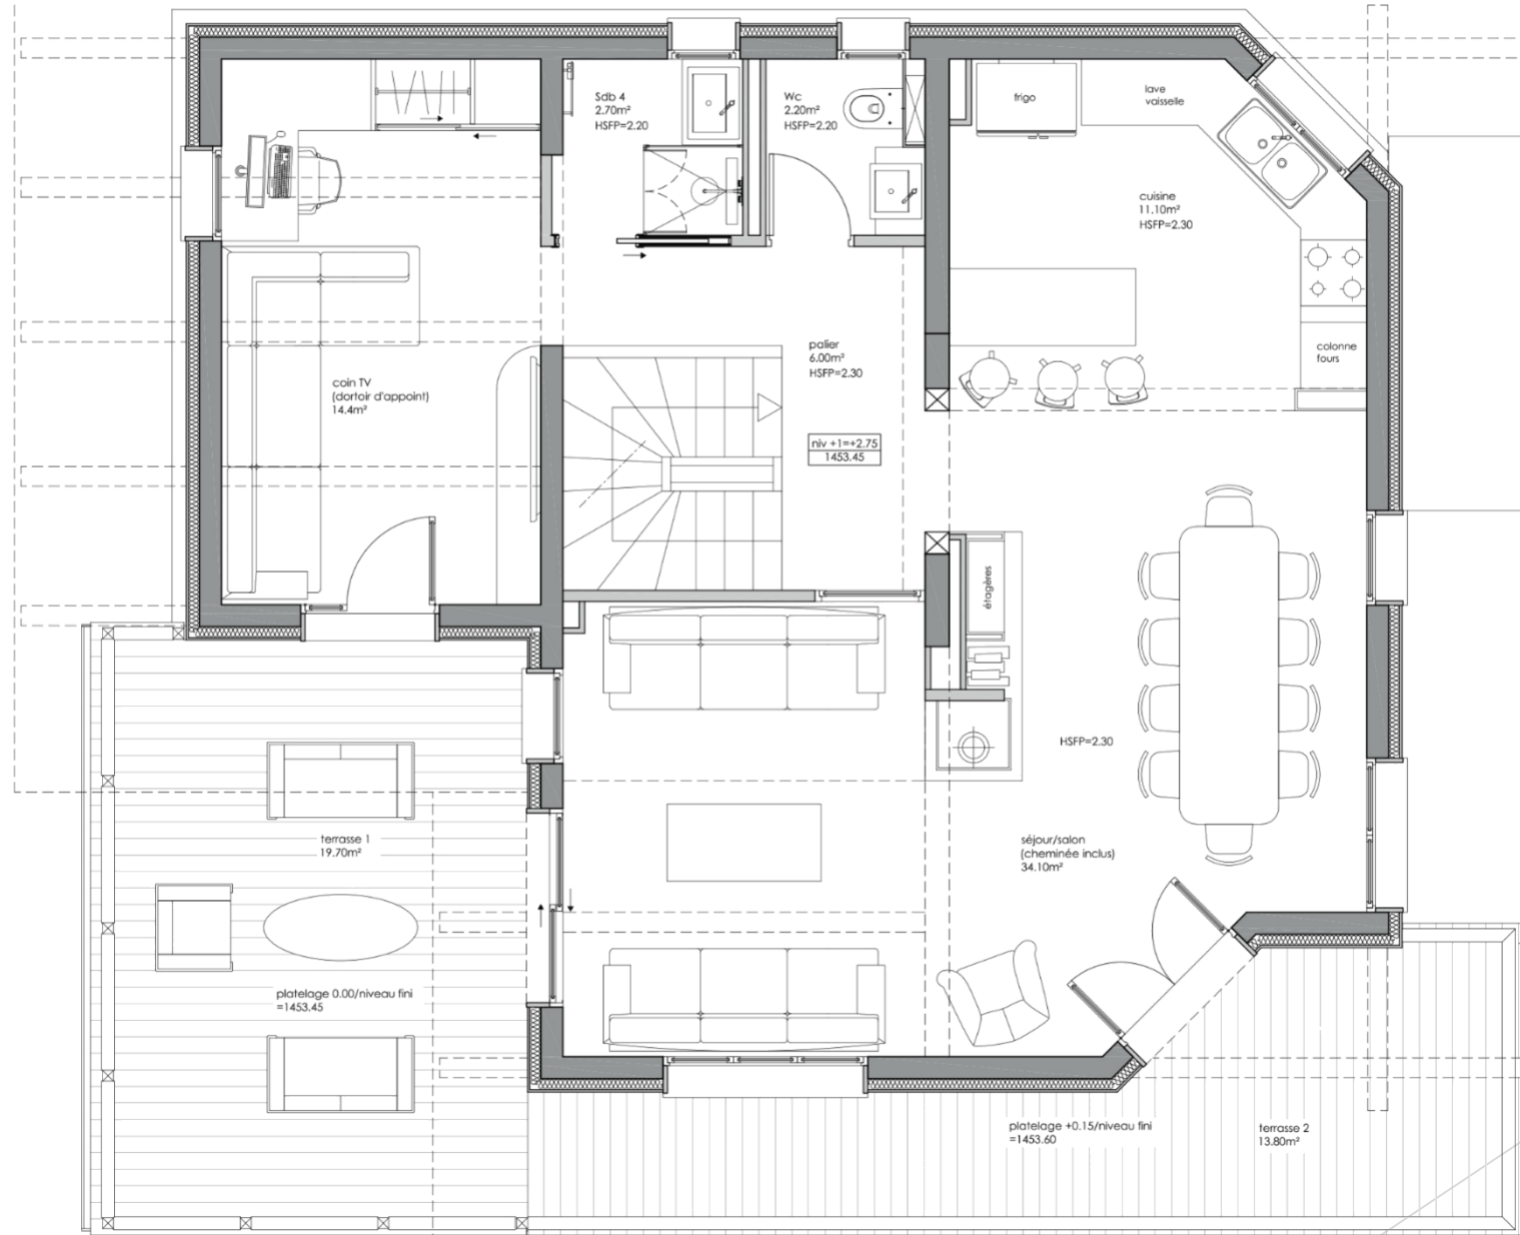 Sdb 4
2.70m²
HSFP=2.20
Wc
2.20m²
HSFP=2.20
frigo
lave
vaisselle
cuisine
11.10m²
HSFP=2.30
colonne
fours
palier
6.00m²
HSFP=2.30
coin TV
(dortoir d'appoint)
14.4m²
niv +1=+2.75
1453.45
étagères
HSFP=2.30
séjour/salon
(cheminée inclus)
34.10m²
terrasse 1
19.70m²
platelage 0.00/niveau fini
=1453.45
platelage +0.15/niveau fini
=1453.60
terrasse 2
13.80m²